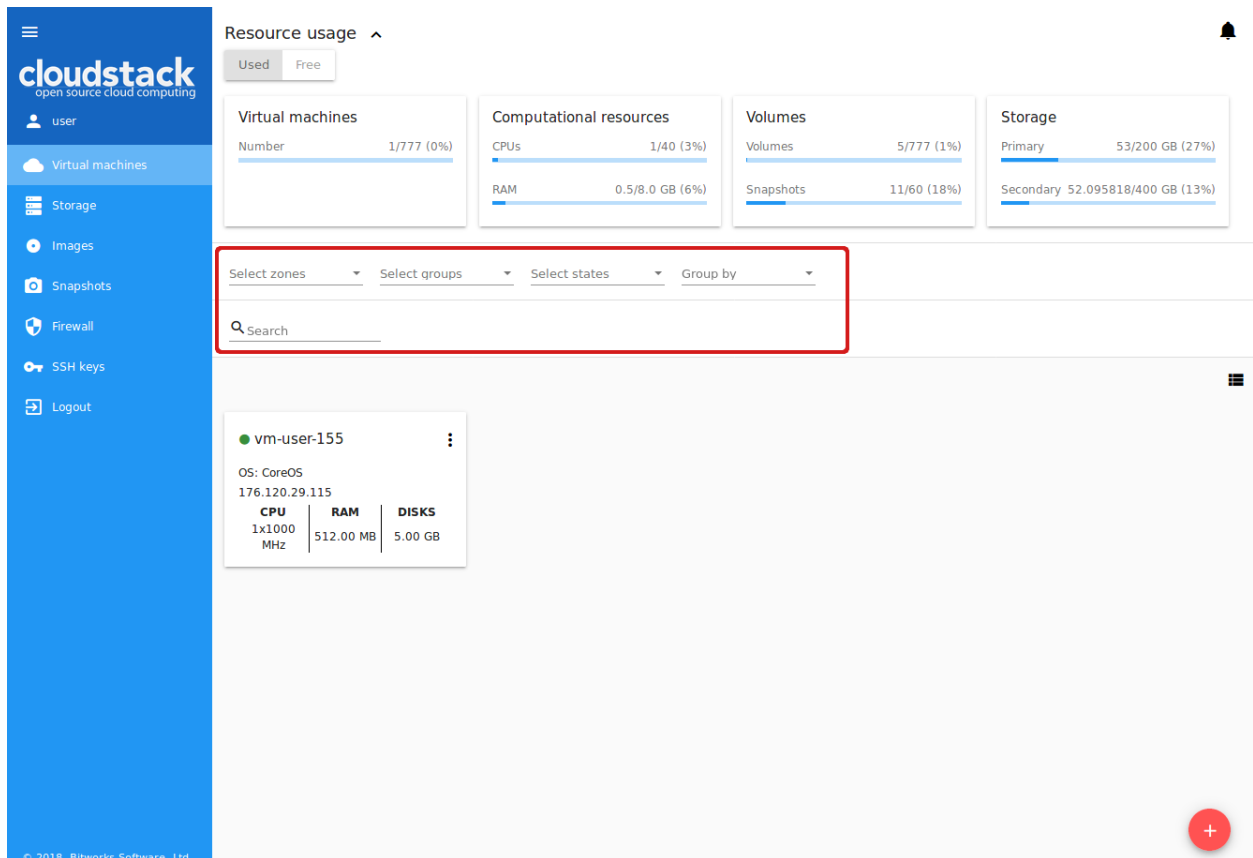 Resource usage
Used Free
cloudstack
open source cloud computing
user
Virtual machines
Storage
Images
Snapshots
Firewall
SSH keys
Logout
© 2018, Bitworks Software, Ltd
Virtual machines
Number 1/777 (0%)
Computational resources
CPUs 1/40 (3%)
RAM 0.5/8.0 GB (6%)
Volumes
Volumes 5/777 (1%)
Snapshots 11/60 (18%)
Storage
Primary 53/200 GB (27%)
Secondary 52.095818/400 GB (13%)
Select zones Select groups Select states Group by
Search
vm-user-155
OS: CoreOS
176.120.29.115
CPU RAM DISKS
1x1000 MHz 512.00 MB 5.00 GB